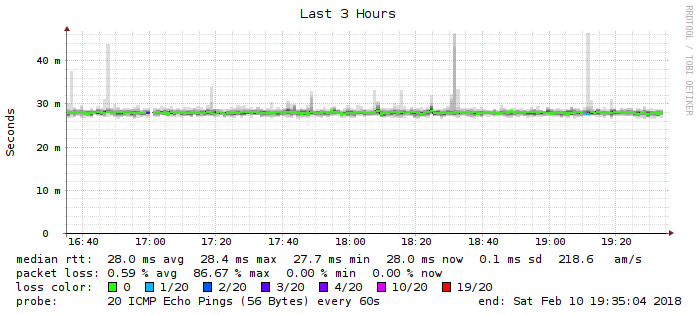 Last 3 Hours
RRDTOOL / TOBI OETIKER
Seconds
40 m
30 m
20 m
10 m
0
16:40 17:00 17:20 17:40 18:00 18:20 18:40 19:00 19:20
median rtt: 28.0 ms avg 28.4 ms max 27.7 ms min 28.0 ms now 0.1 ms sd 218.6 am/s
packet loss: 0.59 % avg 86.67 % max 0.00 % min 0.00 % now
loss color: 0 1/20 2/20 3/20 4/20 10/20 19/20
probe: 20 ICMP Echo Pings (56 Bytes) every 60s end: Sat Feb 10 19:35:04 2018